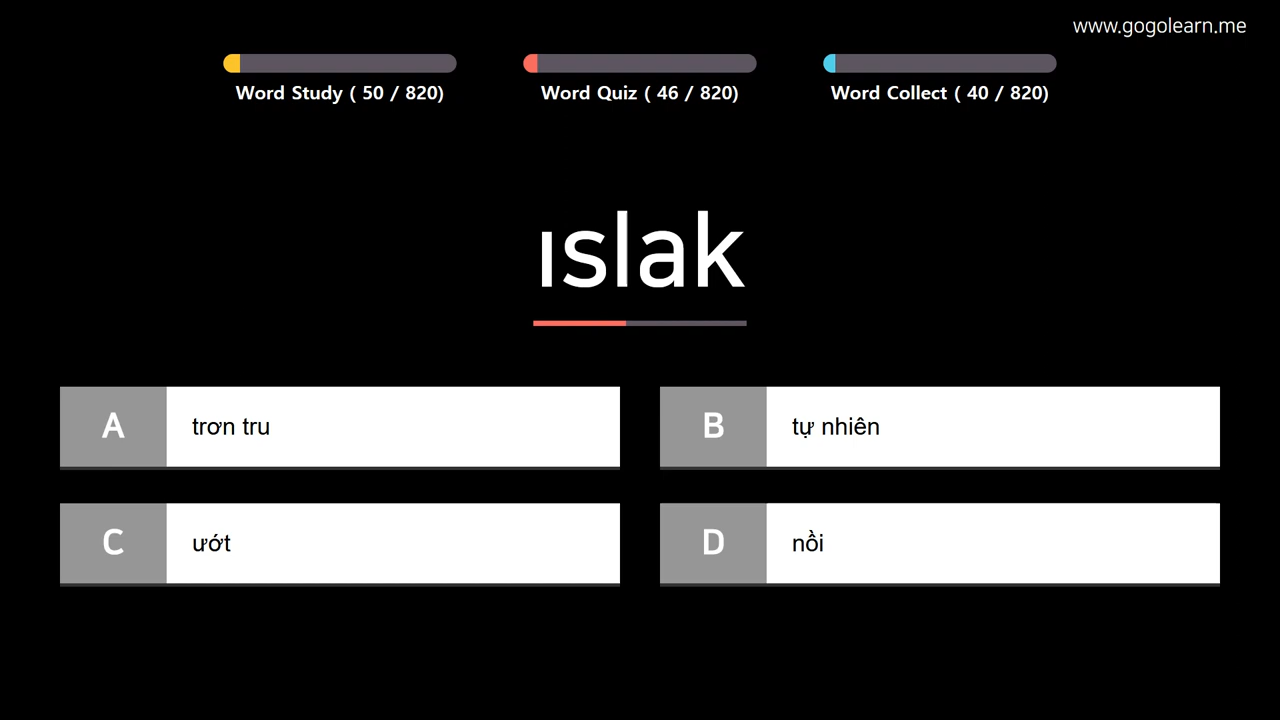 www.gogolearn.me
Word Study ( 50 / 820)
Word Quiz ( 46 / 820)
Word Collect ( 40 / 820)
ıslak
A trơn tru
B tự nhiên
C ướt
D nồi